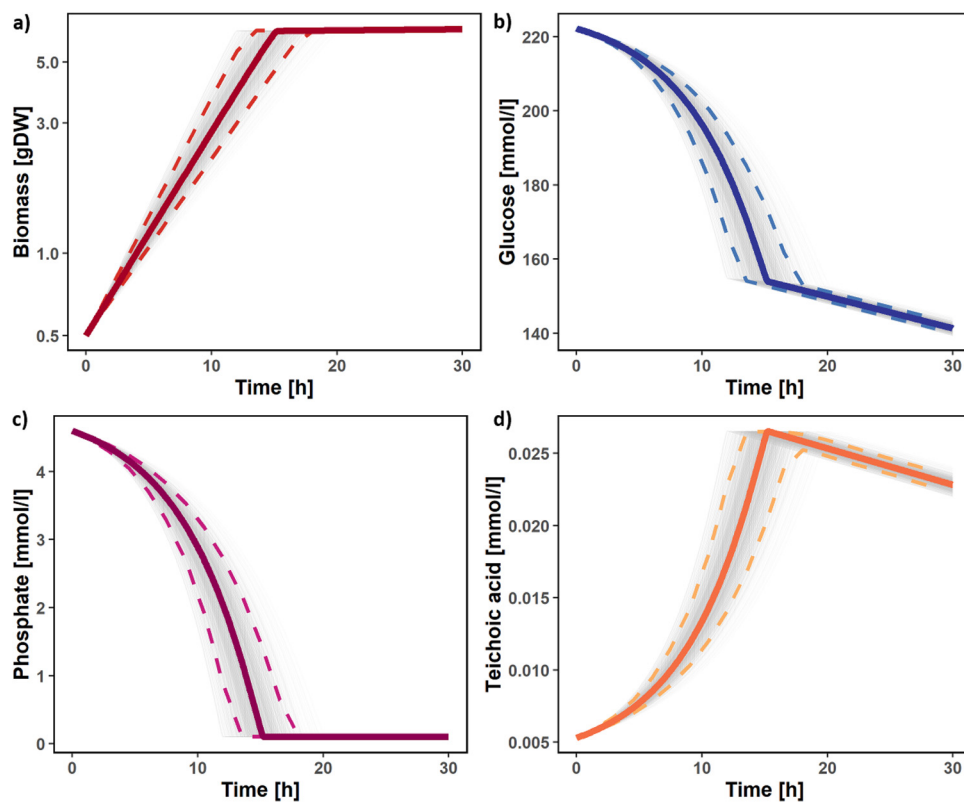 a)
Biomass [gDW]
5.0
3.0
1.0
0.5
0
10
20
30
Time [h]
b)
Glucose [mmol/l]
220
200
180
160
140
0
10
20
30
Time [h]
c)
Phosphate [mmol/l]
4
3
2
1
0
0
10
20
30
Time [h]
d)
Teichoic acid [mmol/l]
0.025
0.020
0.015
0.010
0.005
0
10
20
30
Time [h]